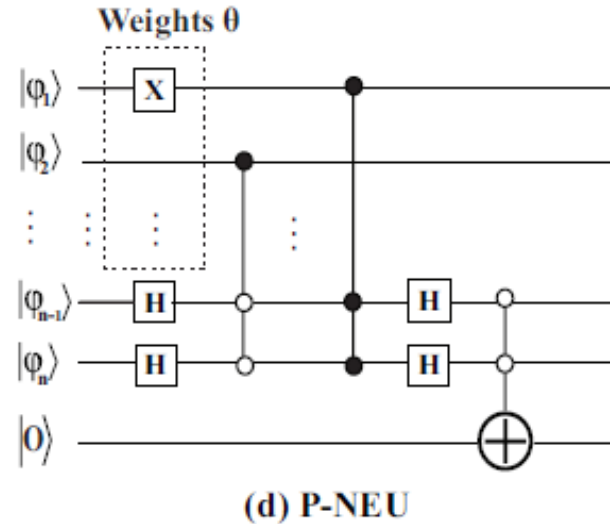 Weights θ
|φ₁⟩ X
|φ₂⟩
⋮ ⋮ ⋮ ⋮
|φₙ₋₁⟩ H H
|φₙ⟩ H H
|0⟩
(d) P-NEU